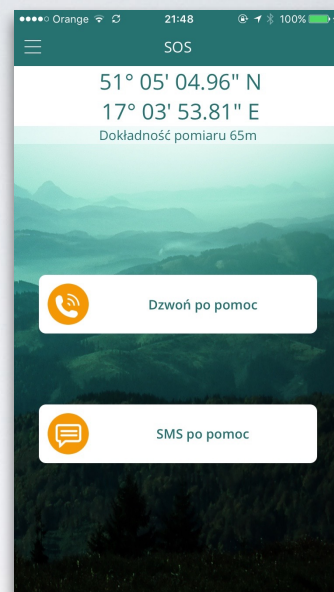 Orange 21:48 100%
SOS
51° 05' 04.96" N
17° 03' 53.81" E
Dokładność pomiaru 65m
Dzwoń po pomoc
SMS po pomoc